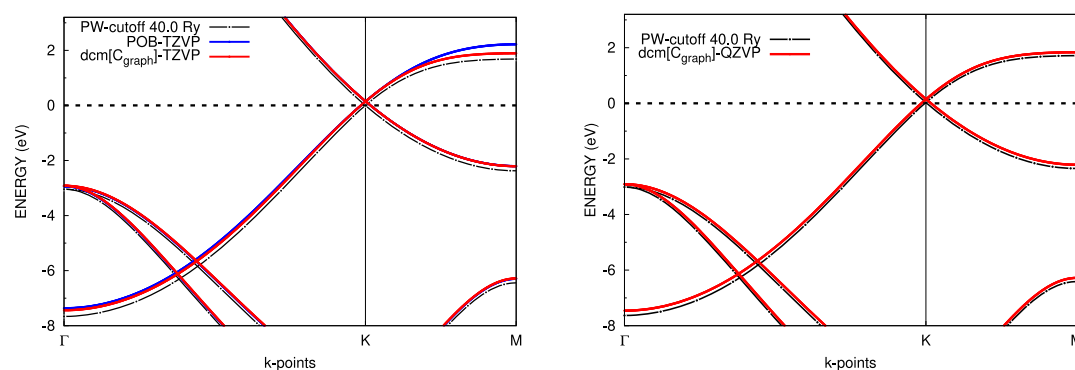 PW-cutoff 40.0 Ry
POB-TZVP
dcm[Cgraph]-TZVP
2
0
-2
-4
-6
-8
ENERGY (eV)
Γ
K
M
k-points
PW-cutoff 40.0 Ry
dcm[Cgraph]-QZVP
2
0
-2
-4
-6
-8
ENERGY (eV)
Γ
K
M
k-points